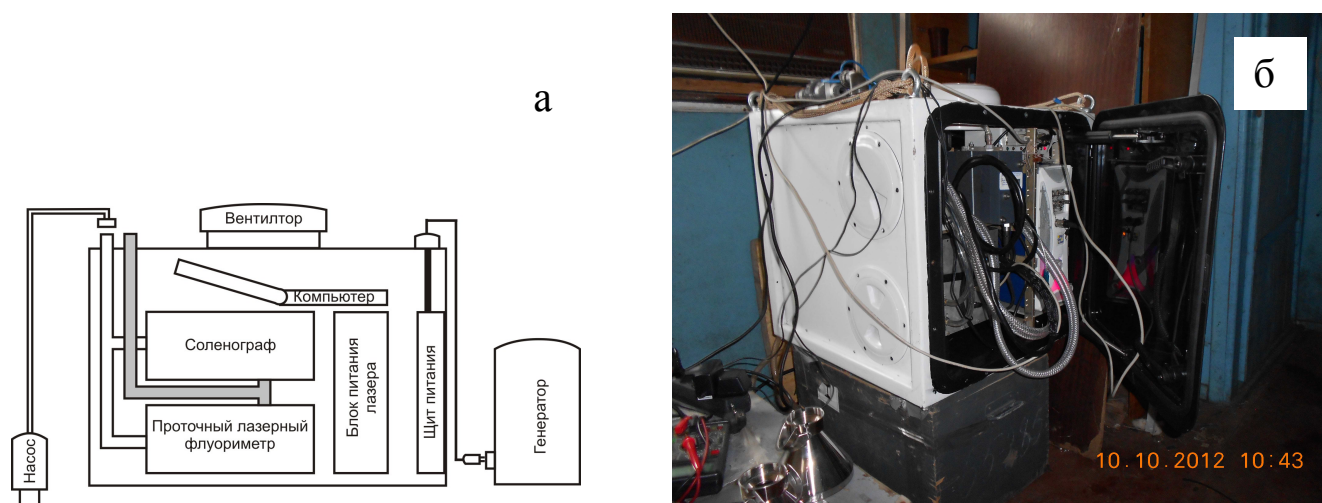 а
б
Вентилтор
Компьютер
Соленограф
Проточный лазерный
флуориметр
Блок питания
лазера
Щит питания
Генератор
Насос
10.10.2012 10:43